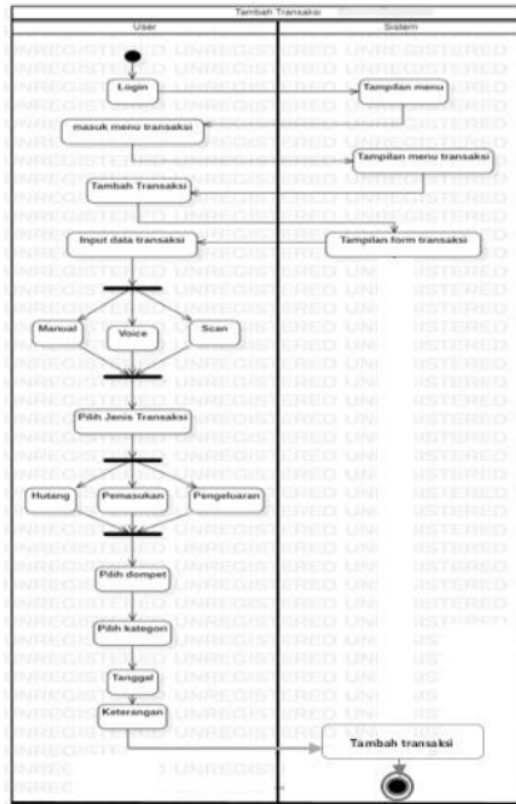 Tambah Transaksi
User
Sistem
Login
Tampilan menu
masuk menu transaksi
Tampilan menu transaksi
Tambah Transaksi
Input data transaksi
Tampilan form transaksi
Manual
Voice
Scan
Pilih Jenis Transaksi
Hutang
Pemasukan
Pengeluaran
Pilih dompet
Pilih kategori
Tanggal
Keterangan
Tambah transaksi
UNREGISTERED